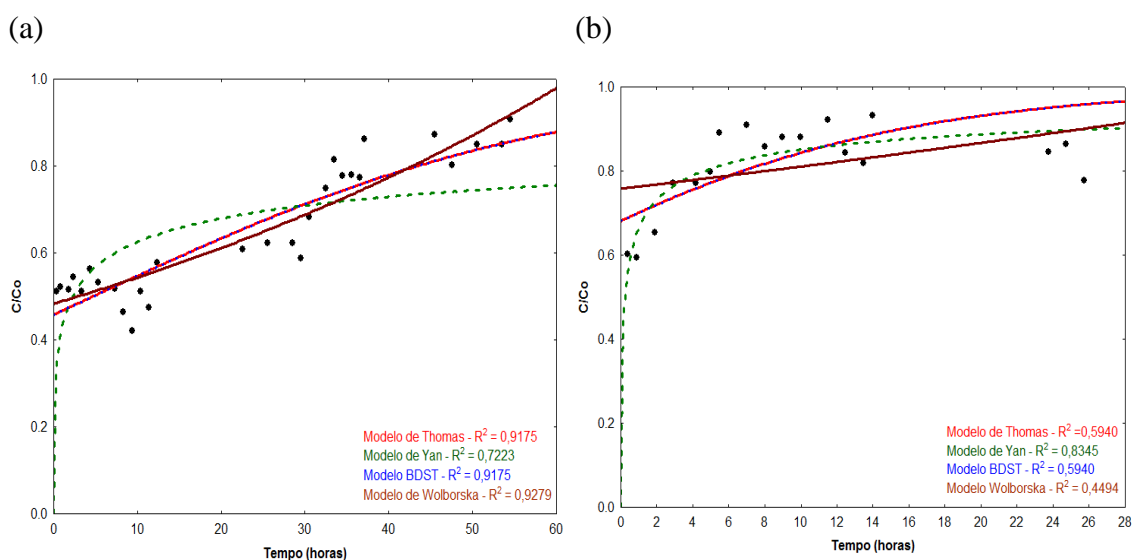 (a)
(b)
C/Co
1.0
0.8
0.6
0.4
0.2
0.0
0
10
20
30
40
50
60
Tempo (horas)
Modelo de Thomas - R² = 0,9175
Modelo de Yan - R² = 0,7223
Modelo BDST - R² = 0,9175
Modelo de Wolborska - R² = 0,9279
C/Co
1.0
0.8
0.6
0.4
0.2
0.0
0
2
4
6
8
10
12
14
16
18
20
22
24
26
28
Tempo (horas)
Modelo de Thomas - R² =0,5940
Modelo de Yan - R² = 0,8345
Modelo BDST - R² = 0,5940
Modelo Wolborska - R² = 0,4494